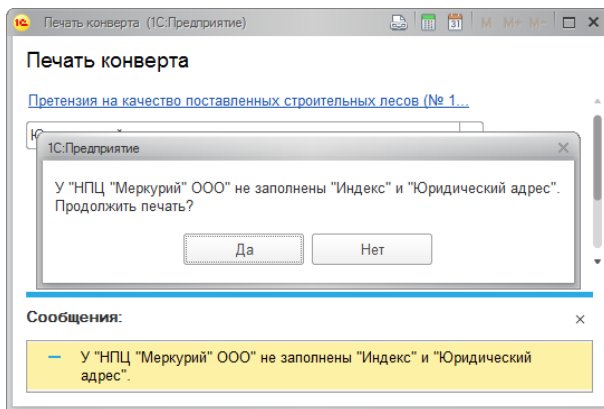 Печать конверта (1С:Предприятие)
31 M M+ M-
Печать конверта
Претензия на качество поставленных строительных лесов (№ 1...
1С:Предприятие
У "НПЦ "Меркурий" ООО" не заполнены "Индекс" и "Юридический адрес".
Продолжить печать?
Да Нет
Сообщения:
У "НПЦ "Меркурий" ООО" не заполнены "Индекс" и "Юридический
адрес".